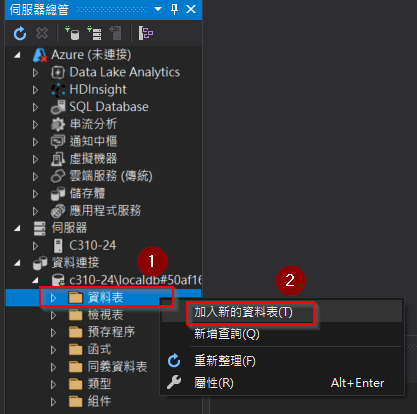 伺服器總管
Azure (未連接)
Data Lake Analytics
HDInsight
SQL Database
串流分析
通知中樞
虛擬機器
雲端服務 (傳統)
儲存體
應用程式服務
伺服器
C310-24
1
資料連接
2
c310-24\localdb#50af16
資料表
加入新的資料表(T)
檢視表
新增查詢(Q)
預存程序
函式
重新整理(F)
同義資料表
屬性(R) Alt+Enter
類型
組件